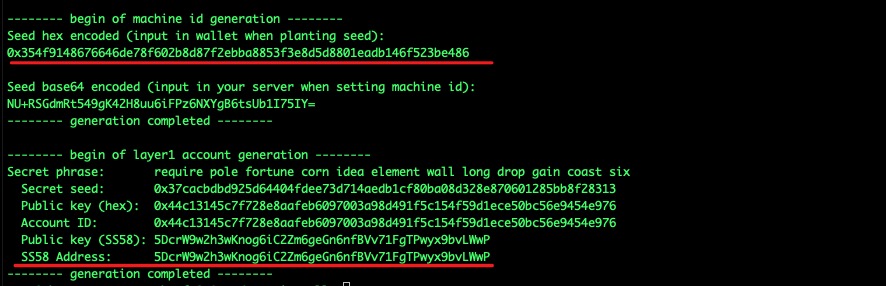 -------- begin of machine id generation --------
Seed hex encoded (input in wallet when planting seed):
0x354f9148676646de78f602b8d87f2ebba8853f3e8d5d8801eadb146f523be486
Seed base64 encoded (input in your server when setting machine id):
NU+RSGdmRt549gK42H8uu6iFPz6NXYgB6tsUb1I75IY=
-------- generation completed --------
-------- begin of layer1 account generation --------
Secret phrase:       require pole fortune corn idea element wall long drop gain coast six
  Secret seed:       0x37cacbdbd925d64404fdee73d714aedb1cf80ba08d328e870601285bb8f28313
  Public key (hex):  0x44c13145c7f728e8aafeb6097003a98d491f5c154f59d1ece50bc56e9454e976
  Account ID:        0x44c13145c7f728e8aafeb6097003a98d491f5c154f59d1ece50bc56e9454e976
  Public key (SS58): 5DcrW9w2h3wKnog6iC2Zm6geGn6nfBVv71FgTPwyx9bvLWwP
  SS58 Address:      5DcrW9w2h3wKnog6iC2Zm6geGn6nfBVv71FgTPwyx9bvLWwP
-------- generation completed --------